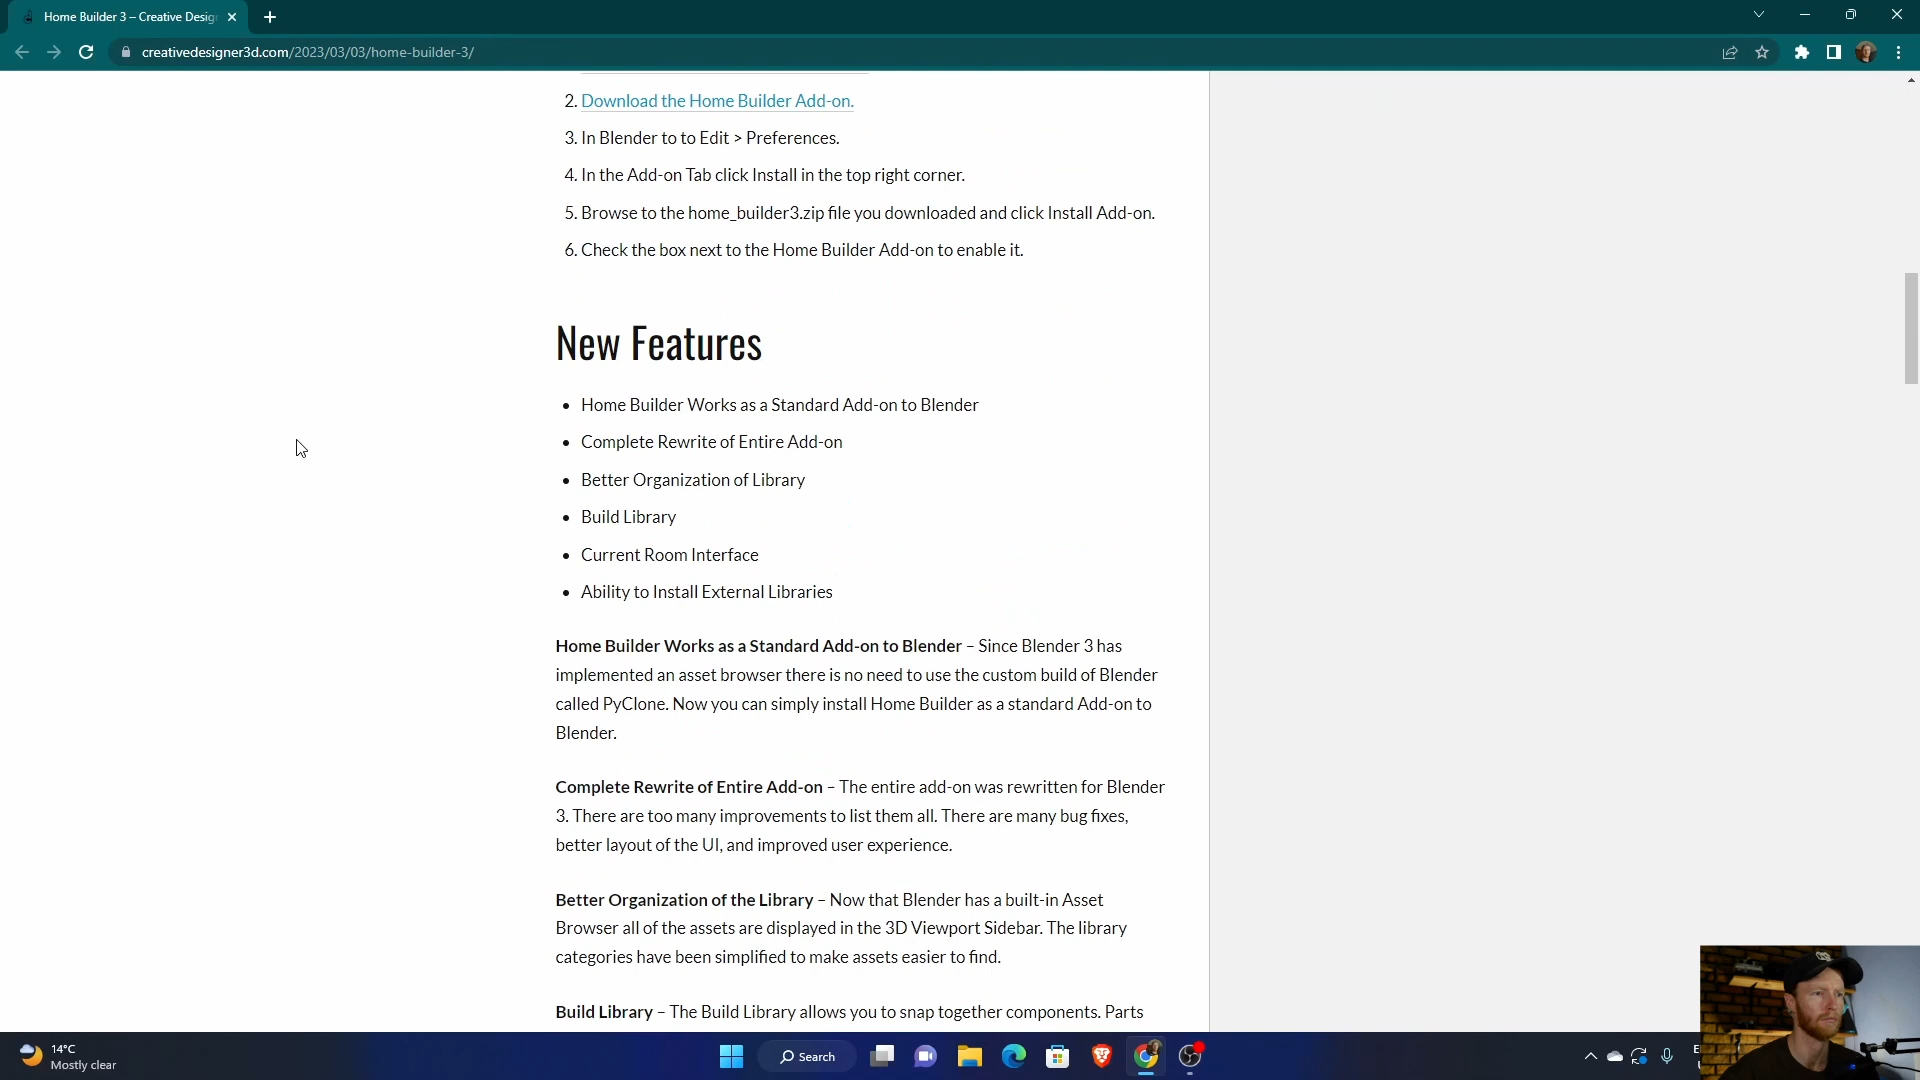 Home Builder 3 – Creative Desig
creativedesigner3d.com/2023/03/03/home-builder-3/
2. Download the Home Builder Add-on.
3. In Blender to to Edit > Preferences.
4. In the Add-on Tab click Install in the top right corner.
5. Browse to the home_builder3.zip file you downloaded and click Install Add-on.
6. Check the box next to the Home Builder Add-on to enable it.
New Features
• Home Builder Works as a Standard Add-on to Blender
• Complete Rewrite of Entire Add-on
• Better Organization of Library
• Build Library
• Current Room Interface
• Ability to Install External Libraries
Home Builder Works as a Standard Add-on to Blender – Since Blender 3 has
implemented an asset browser there is no need to use the custom build of Blender
called PyClone. Now you can simply install Home Builder as a standard Add-on to
Blender.
Complete Rewrite of Entire Add-on – The entire add-on was rewritten for Blender
3. There are too many improvements to list them all. There are many bug fixes,
better layout of the UI, and improved user experience.
Better Organization of the Library – Now that Blender has a built-in Asset
Browser all of the assets are displayed in the 3D Viewport Sidebar. The library
categories have been simplified to make assets easier to find.
Build Library – The Build Library allows you to snap together components. Parts
14°C
Mostly clear
Search